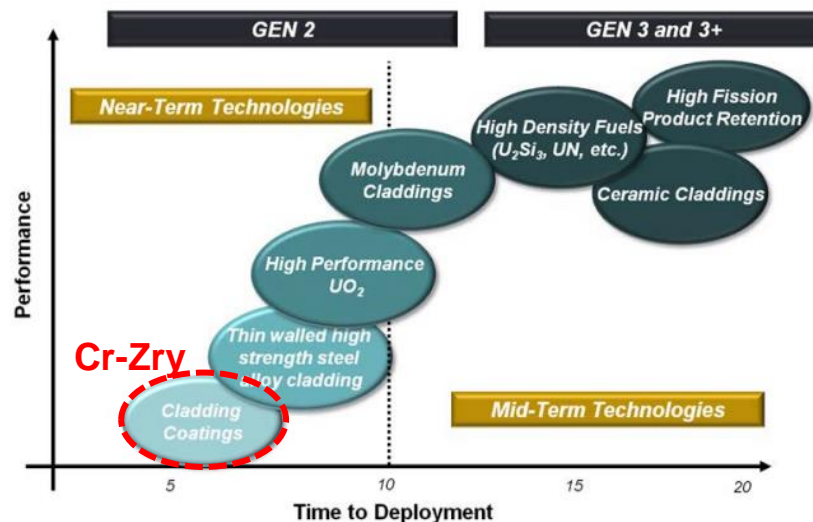 GEN 2
GEN 3 and 3+
Near-Term Technologies
High Fission
Product Retention
High Density Fuels
(U₂Si₃, UN, etc.)
Molybdenum
Claddings
Ceramic Claddings
High Performance
UO₂
Thin walled high
strength steel
alloy cladding
Cr-Zry
Cladding
Coatings
Mid-Term Technologies
Performance
5
10
15
20
Time to Deployment